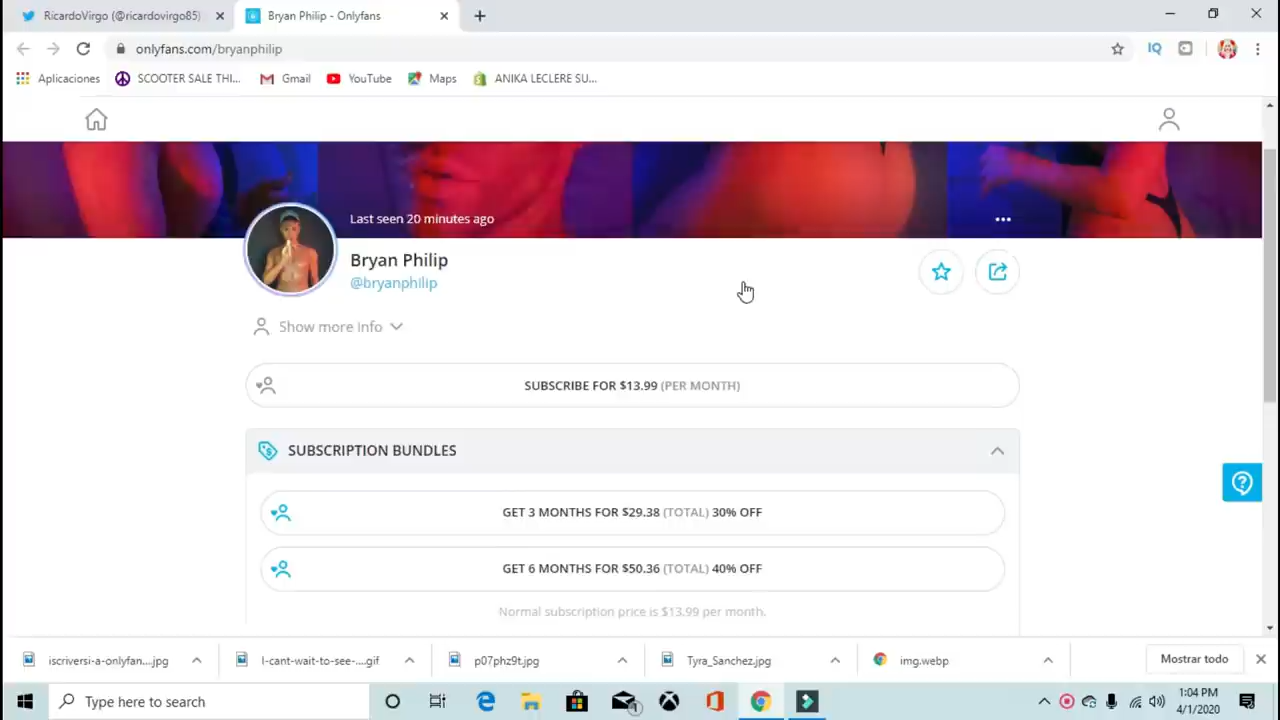 RicardoVirgo (@ricardovirgo85)
Bryan Philip - Onlyfans
onlyfans.com/bryanphilip
IQ
Aplicaciones
SCOOTER SALE THI...
Gmail
YouTube
Maps
ANIKA LECLERE SU...
Last seen 20 minutes ago
Bryan Philip
@bryanphilip
Show more info
SUBSCRIBE FOR $13.99 (PER MONTH)
SUBSCRIPTION BUNDLES
GET 3 MONTHS FOR $29.38 (TOTAL) 30% OFF
GET 6 MONTHS FOR $50.36 (TOTAL) 40% OFF
Normal subscription price is $13.99 per month.
iscriversi-a-onlyfan....jpg
I-cant-wait-to-see-....gif
p07phz9t.jpg
Tyra_Sanchez.jpg
img.webp
Mostrar todo
Type here to search
1
1:04 PM
4/1/2020